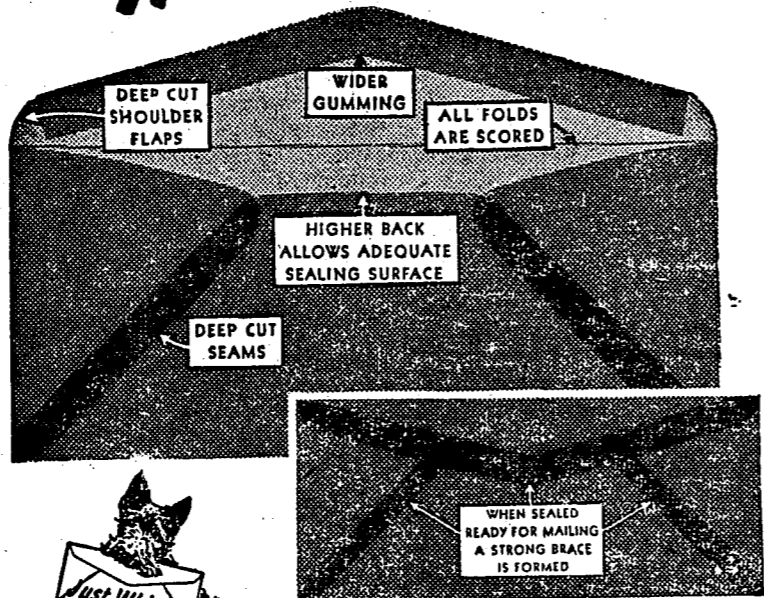 WIDER
GUMMING
DEEP CUT
SHOULDER
FLAPS
ALL FOLDS
ARE SCORED
HIGHER BACK
ALLOWS ADEQUATE
SEALING SURFACE
DEEP CUT
SEAMS
WHEN SEALED
READY FOR MAILING
A STRONG BRACE
IS FORMED
Just